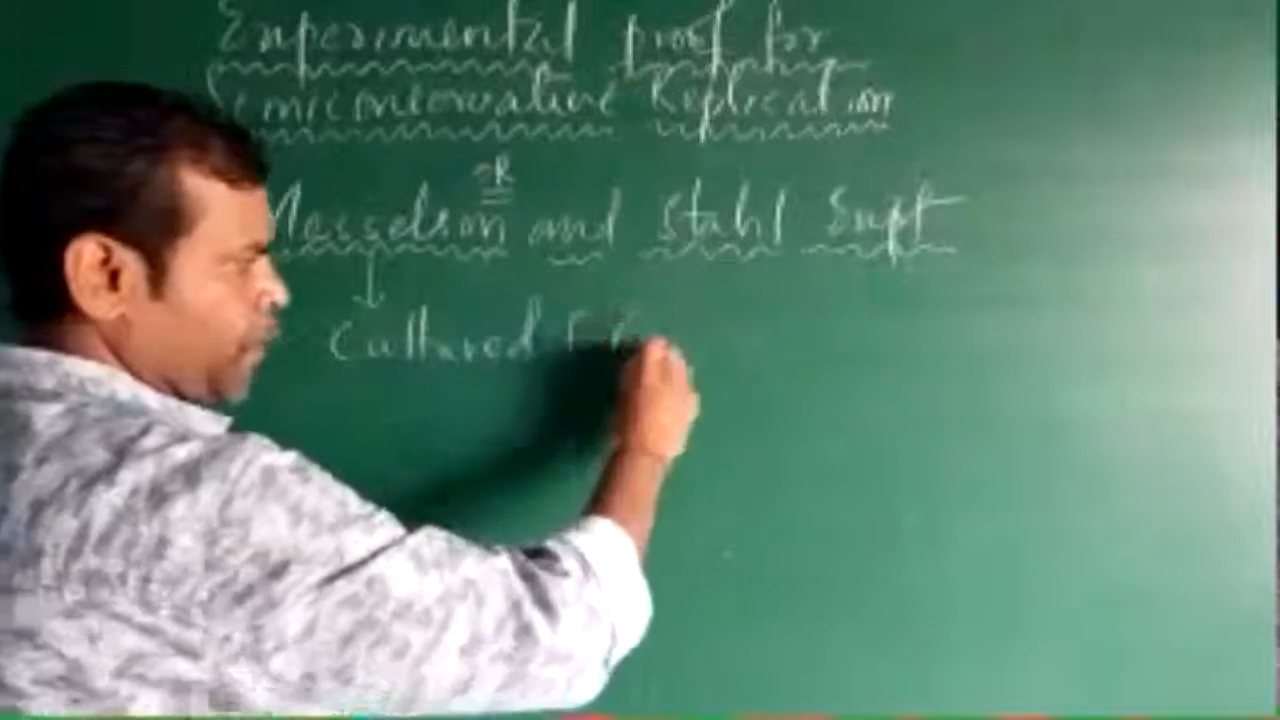 Experimental proof for
Semiconservative Replication
OR
Messelson and Stahl Expt
Cultured E